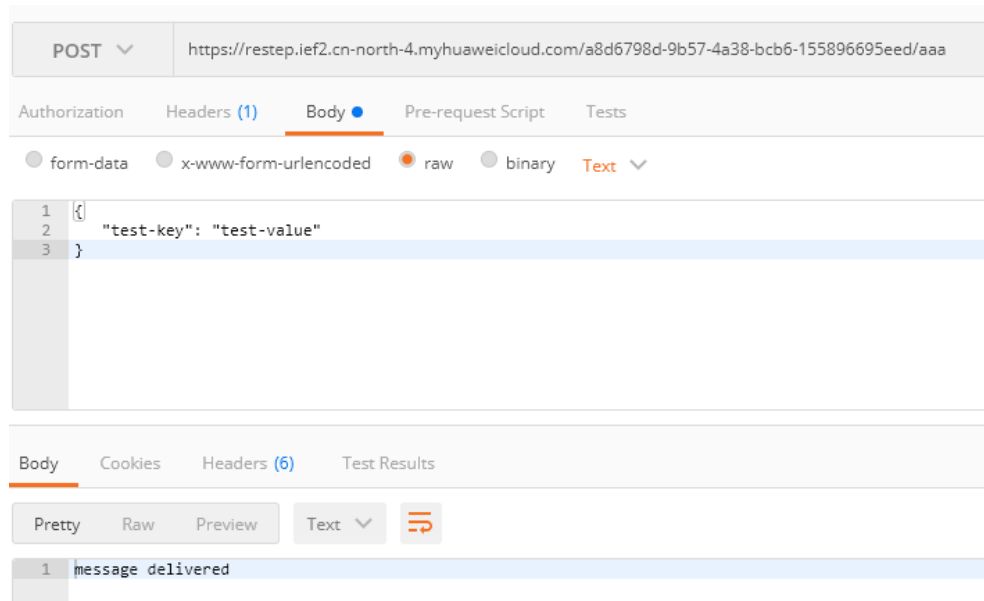 POST https://restep.ief2.cn-north-4.myhuaweicloud.com/a8d6798d-9b57-4a38-bcb6-155896695eed/aaa
Authorization Headers (1) Body Pre-request Script Tests
form-data x-www-form-urlencoded raw binary Text
1 {
2 "test-key": "test-value"
3 }
Body Cookies Headers (6) Test Results
Pretty Raw Preview Text
1 message delivered